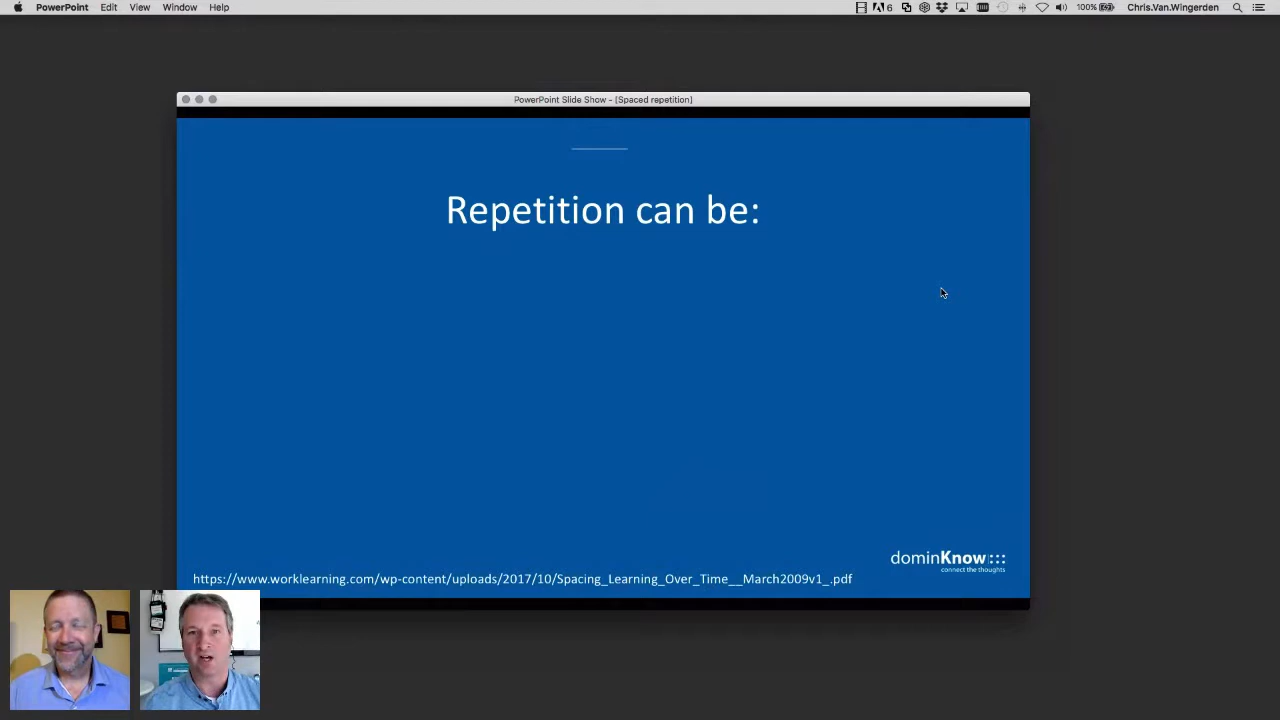 PowerPoint Edit View Window Help 6 100% Chris.Van.Wingerden
PowerPoint Slide Show - [Spaced repetition]
Repetition can be:
dominKnow
connect the thoughts
https://www.worklearning.com/wp-content/uploads/2017/10/Spacing_Learning_Over_Time__March2009v1_.pdf